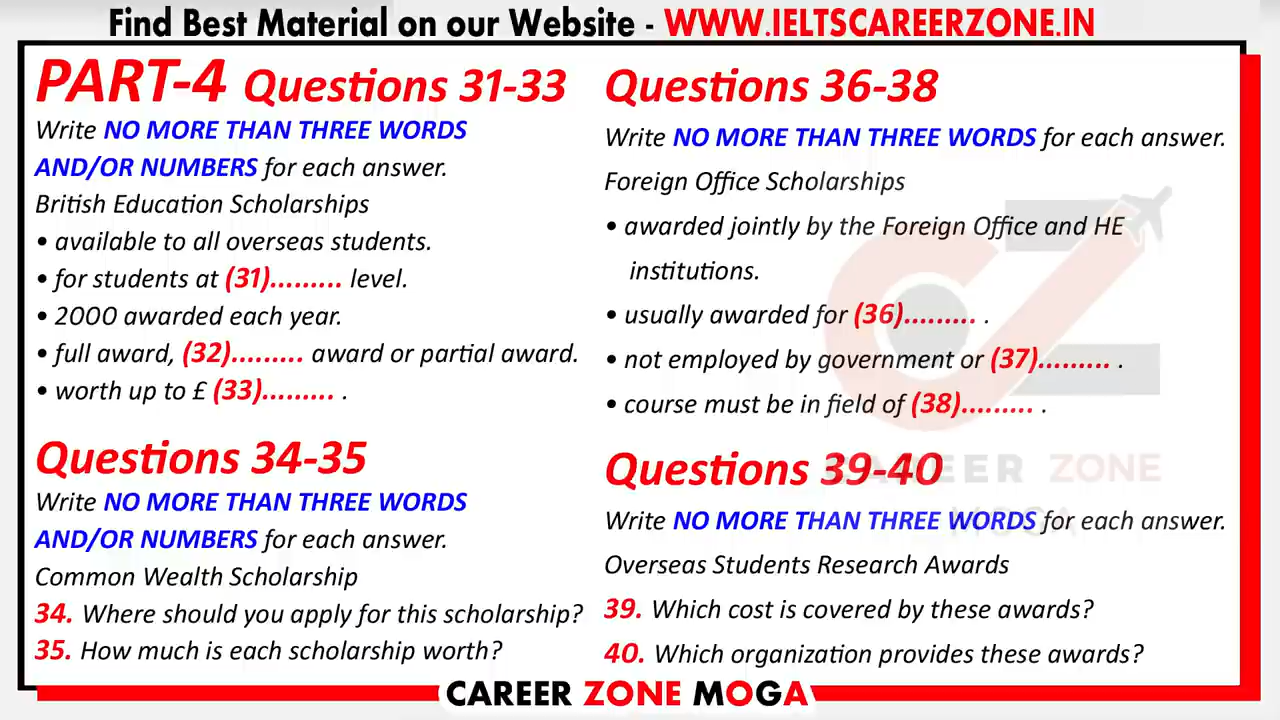 Find Best Material on our Website - WWW.IELTSCAREERZONE.IN
PART-4 Questions 31-33
Write NO MORE THAN THREE WORDS
AND/OR NUMBERS for each answer.
British Education Scholarships
• available to all overseas students.
• for students at (31)......... level.
• 2000 awarded each year.
• full award, (32)......... award or partial award.
• worth up to £ (33)......... .
Questions 34-35
Write NO MORE THAN THREE WORDS
AND/OR NUMBERS for each answer.
Common Wealth Scholarship
34. Where should you apply for this scholarship?
35. How much is each scholarship worth?
Questions 36-38
Write NO MORE THAN THREE WORDS for each answer.
Foreign Office Scholarships
• awarded jointly by the Foreign Office and HE
institutions.
• usually awarded for (36)......... .
• not employed by government or (37)......... .
• course must be in field of (38)......... .
Questions 39-40
Write NO MORE THAN THREE WORDS for each answer.
Overseas Students Research Awards
39. Which cost is covered by these awards?
40. Which organization provides these awards?
CAREER ZONE
MOGA
CAREER ZONE MOGA